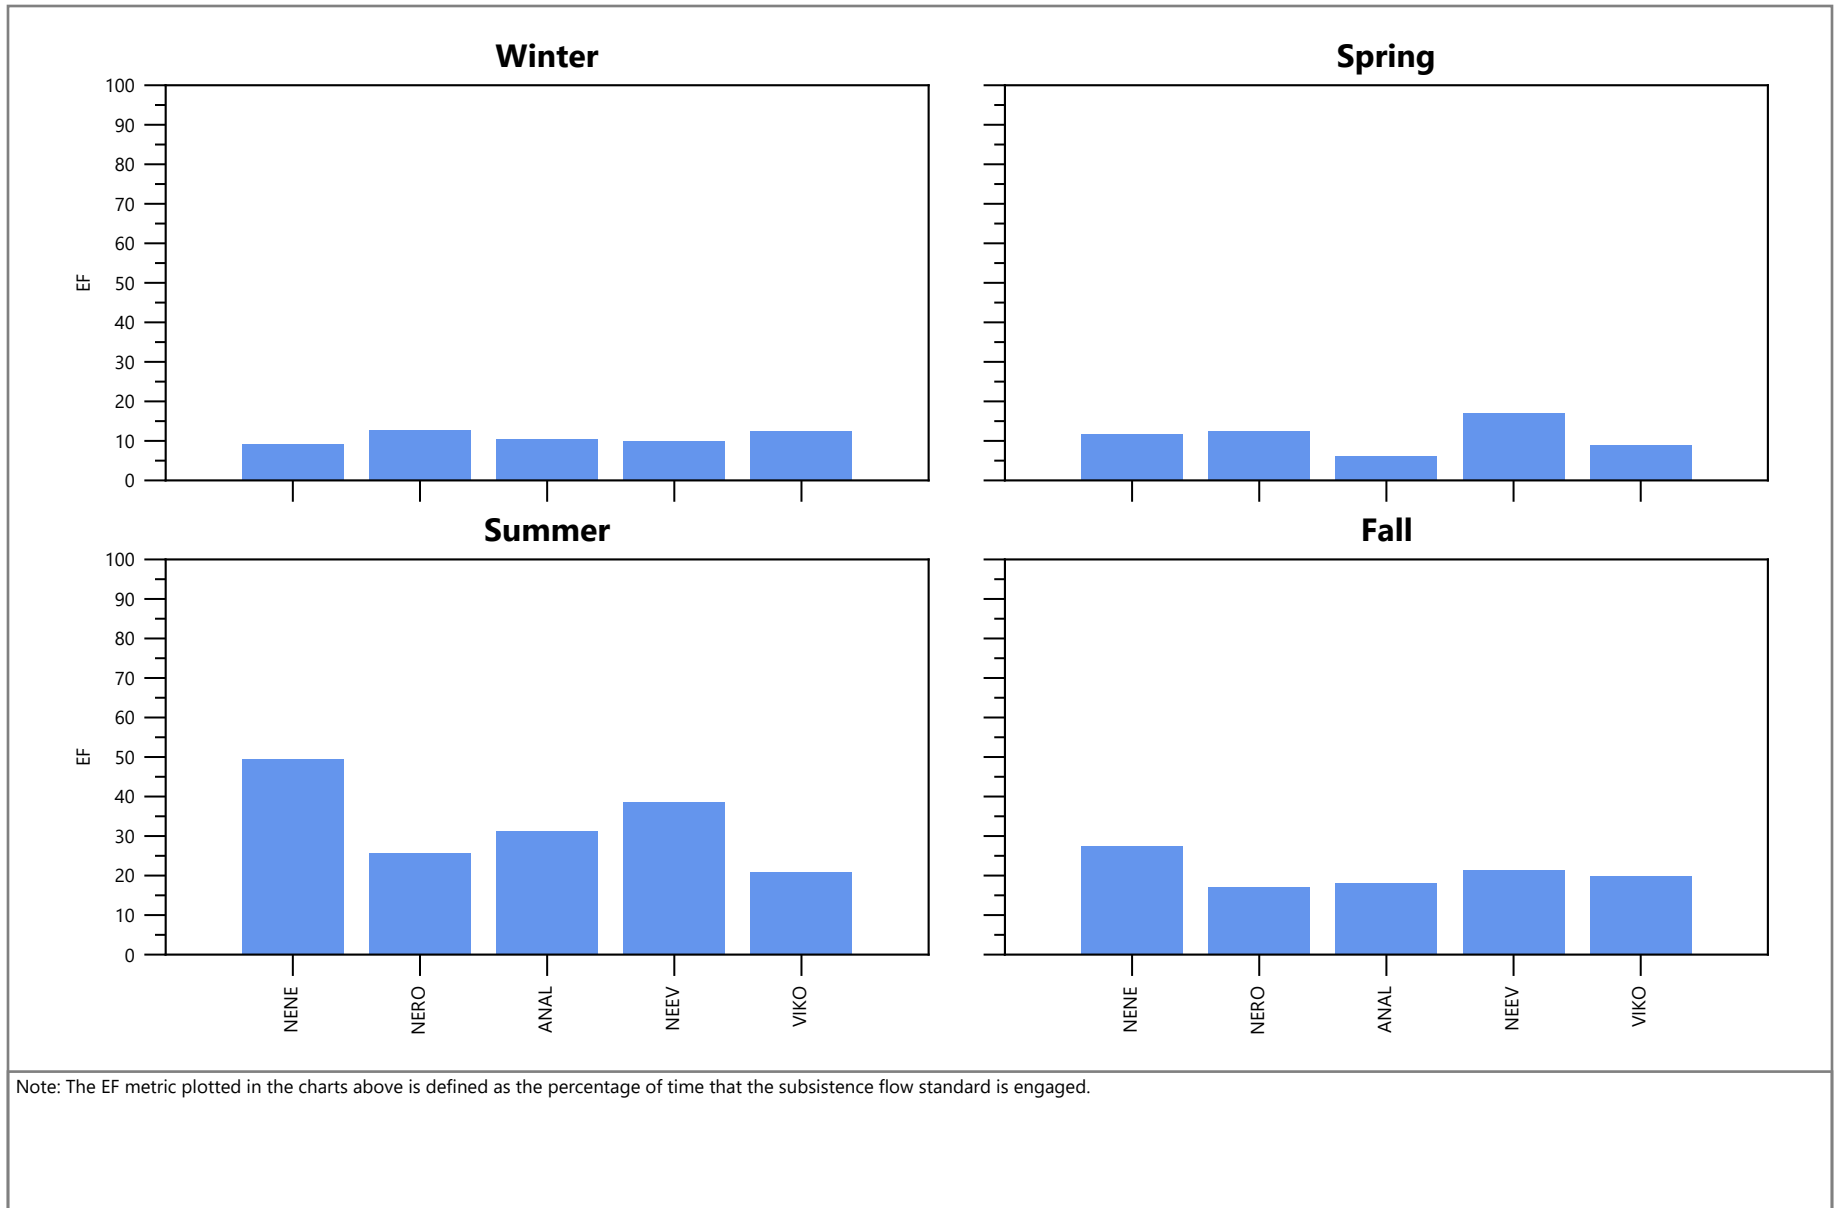 Winter
Spring
100
90
80
70
60
50
40
30
20
10
0
EF
Summer
Fall
100
90
80
70
60
50
40
30
20
10
0
EF
NENE
NERO
ANAL
NEEV
VIKO
NENE
NERO
ANAL
NEEV
VIKO
Note: The EF metric plotted in the charts above is defined as the percentage of time that the subsistence flow standard is engaged.